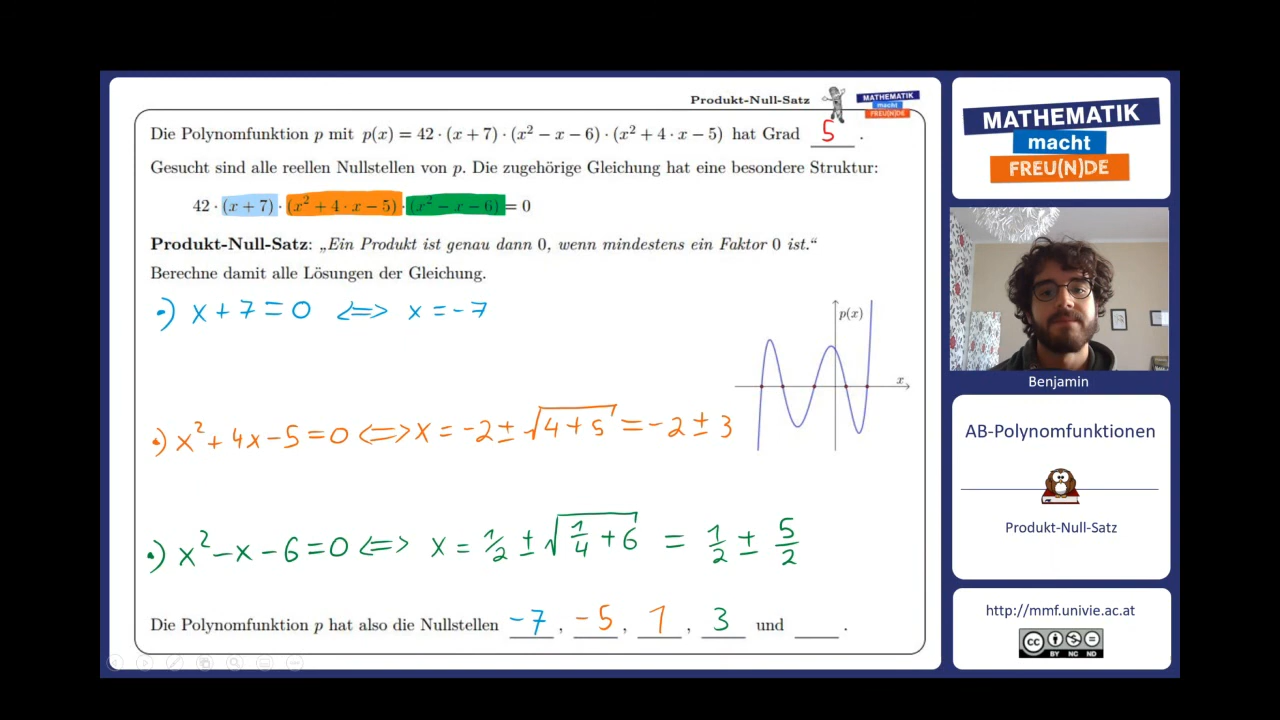 Produkt-Null-Satz
MATHEMATIK
macht
FREU(N)DE
Die Polynomfunktion p mit p(x) = 42 · (x + 7) · (x² − x − 6) · (x² + 4 · x − 5) hat Grad 5 .
Gesucht sind alle reellen Nullstellen von p. Die zugehörige Gleichung hat eine besondere Struktur:
42 · (x + 7) · (x² + 4 · x − 5) · (x² − x − 6) = 0
Produkt-Null-Satz: „Ein Produkt ist genau dann 0, wenn mindestens ein Faktor 0 ist.“
Berechne damit alle Lösungen der Gleichung.
•) x + 7 = 0 ⟺ x = −7
p(x)
x
•) x² + 4x − 5 = 0 ⟺ x = −2 ± √(4 + 5) = −2 ± 3
•) x² − x − 6 = 0 ⟺ x = 1/2 ± √(1/4 + 6) = 1/2 ± 5/2
Die Polynomfunktion p hat also die Nullstellen −7 , −5 , 1 , 3 und ____ .
MATHEMATIK
macht
FREU(N)DE
Benjamin
AB-Polynomfunktionen
Produkt-Null-Satz
http://mmf.univie.ac.at
cc
BY NC ND